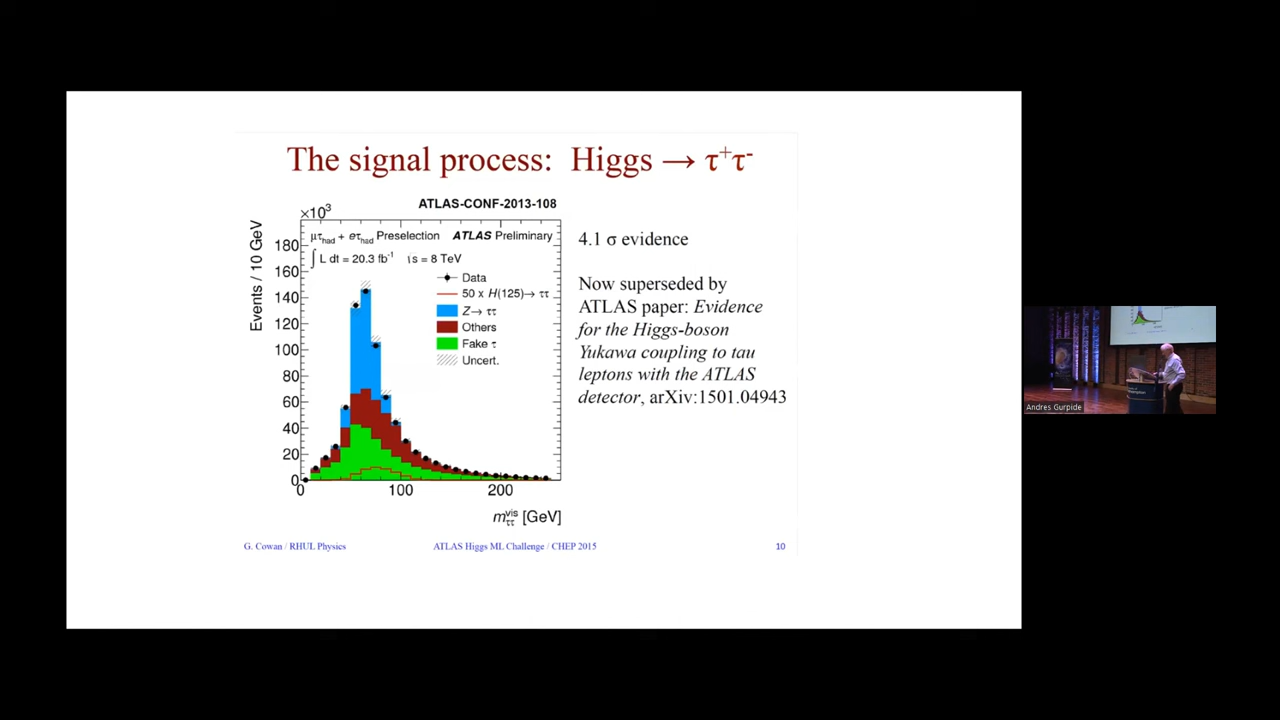 The signal process: Higgs → τ⁺τ⁻
ATLAS-CONF-2013-108
×10³
μτhad + eτhad Preselection ATLAS Preliminary
∫ L dt = 20.3 fb⁻¹ √s = 8 TeV
Data
50 x H(125)→ ττ
Z→ ττ
Others
Fake τ
Uncert.
Events / 10 GeV
180
160
140
120
100
80
60
40
20
0
0 100 200
mττ^vis [GeV]
4.1 σ evidence
Now superseded by
ATLAS paper: Evidence
for the Higgs-boson
Yukawa coupling to tau
leptons with the ATLAS
detector, arXiv:1501.04943
G. Cowan / RHUL Physics ATLAS Higgs ML Challenge / CHEP 2015 10
Andres Gurpide